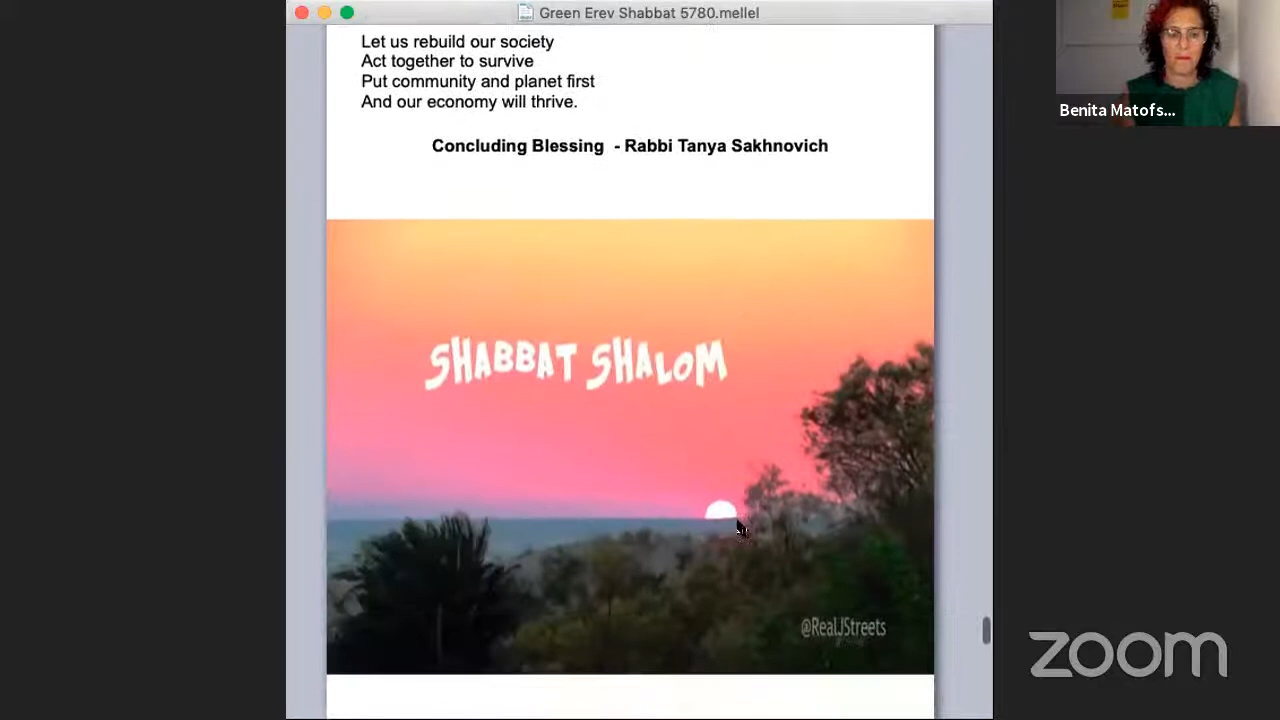 Green Erev Shabbat 5780.mellel
Let us rebuild our society
Act together to survive
Put community and planet first
And our economy will thrive.
Concluding Blessing - Rabbi Tanya Sakhnovich
SHABBAT SHALOM
@RealJStreets
Benita Matofs...
zoom